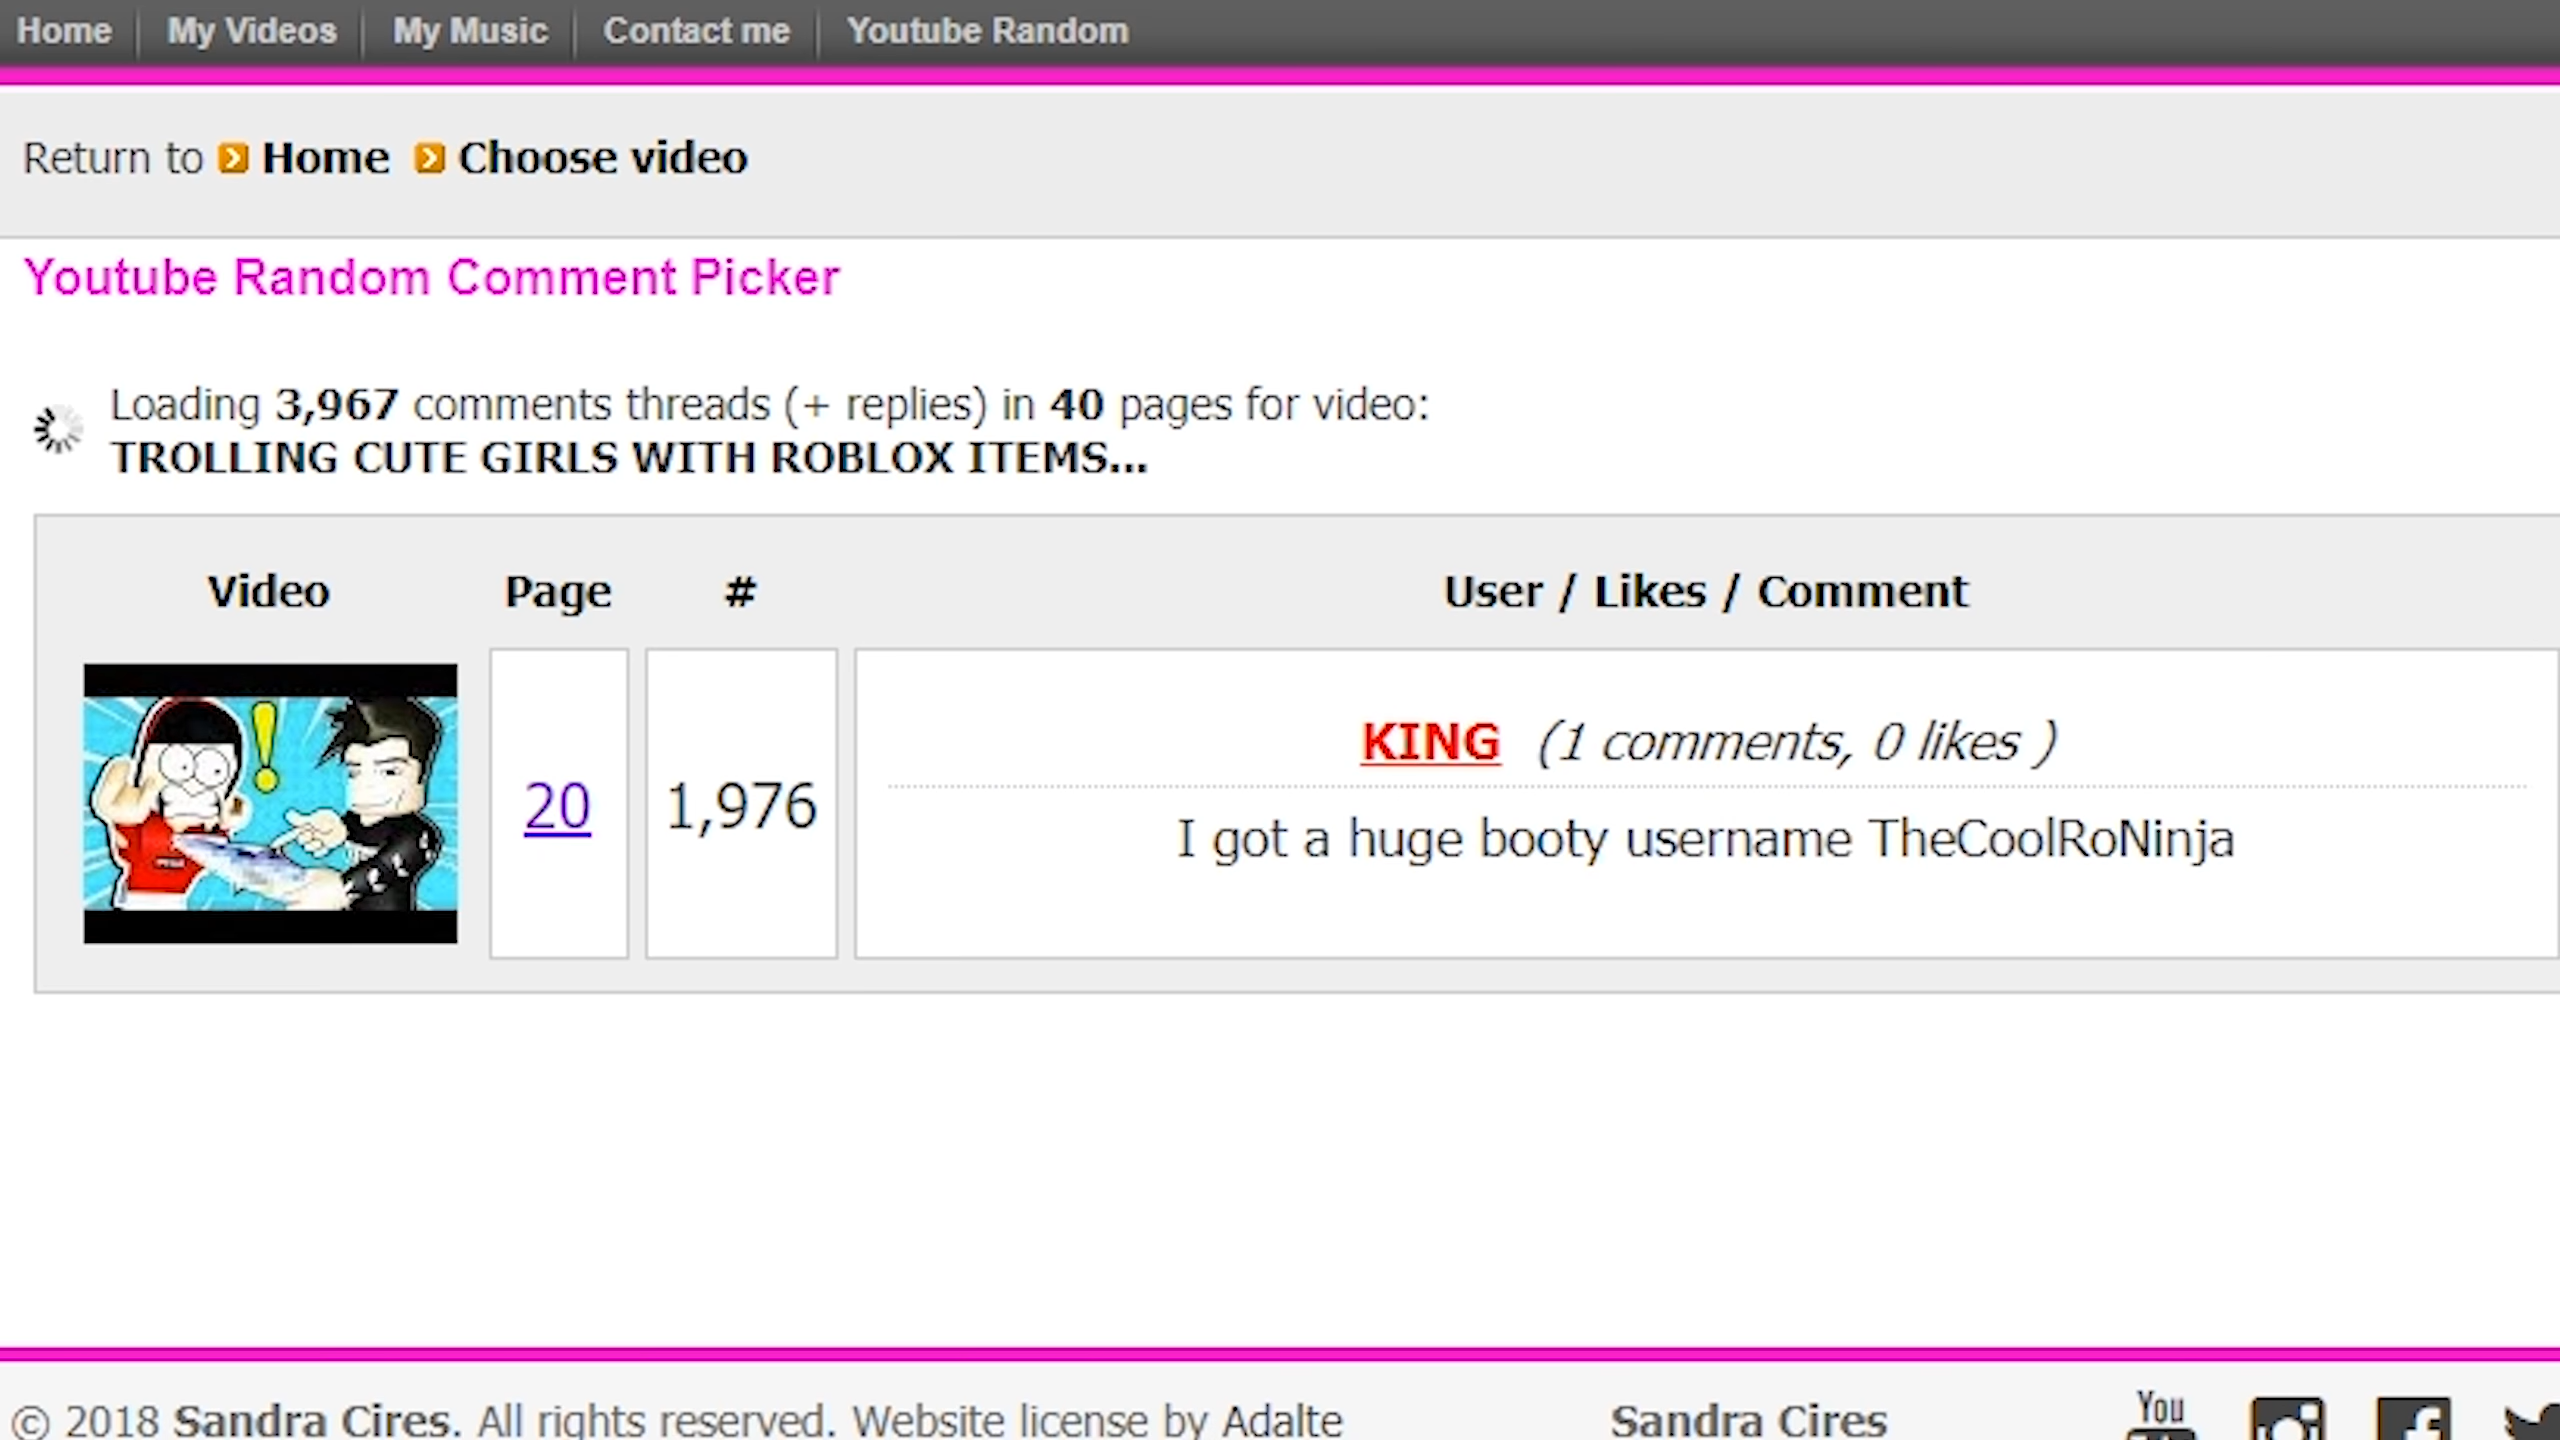 Home My Videos My Music Contact me Youtube Random
Return to Home Choose video
Youtube Random Comment Picker
Loading 3,967 comments threads (+ replies) in 40 pages for video:
TROLLING CUTE GIRLS WITH ROBLOX ITEMS...
Video Page # User / Likes / Comment
KING (1 comments, 0 likes )
20 1,976
I got a huge booty username TheCoolRoNinja
© 2018 Sandra Cires. All rights reserved. Website license by Adalte
Sandra Cires
You